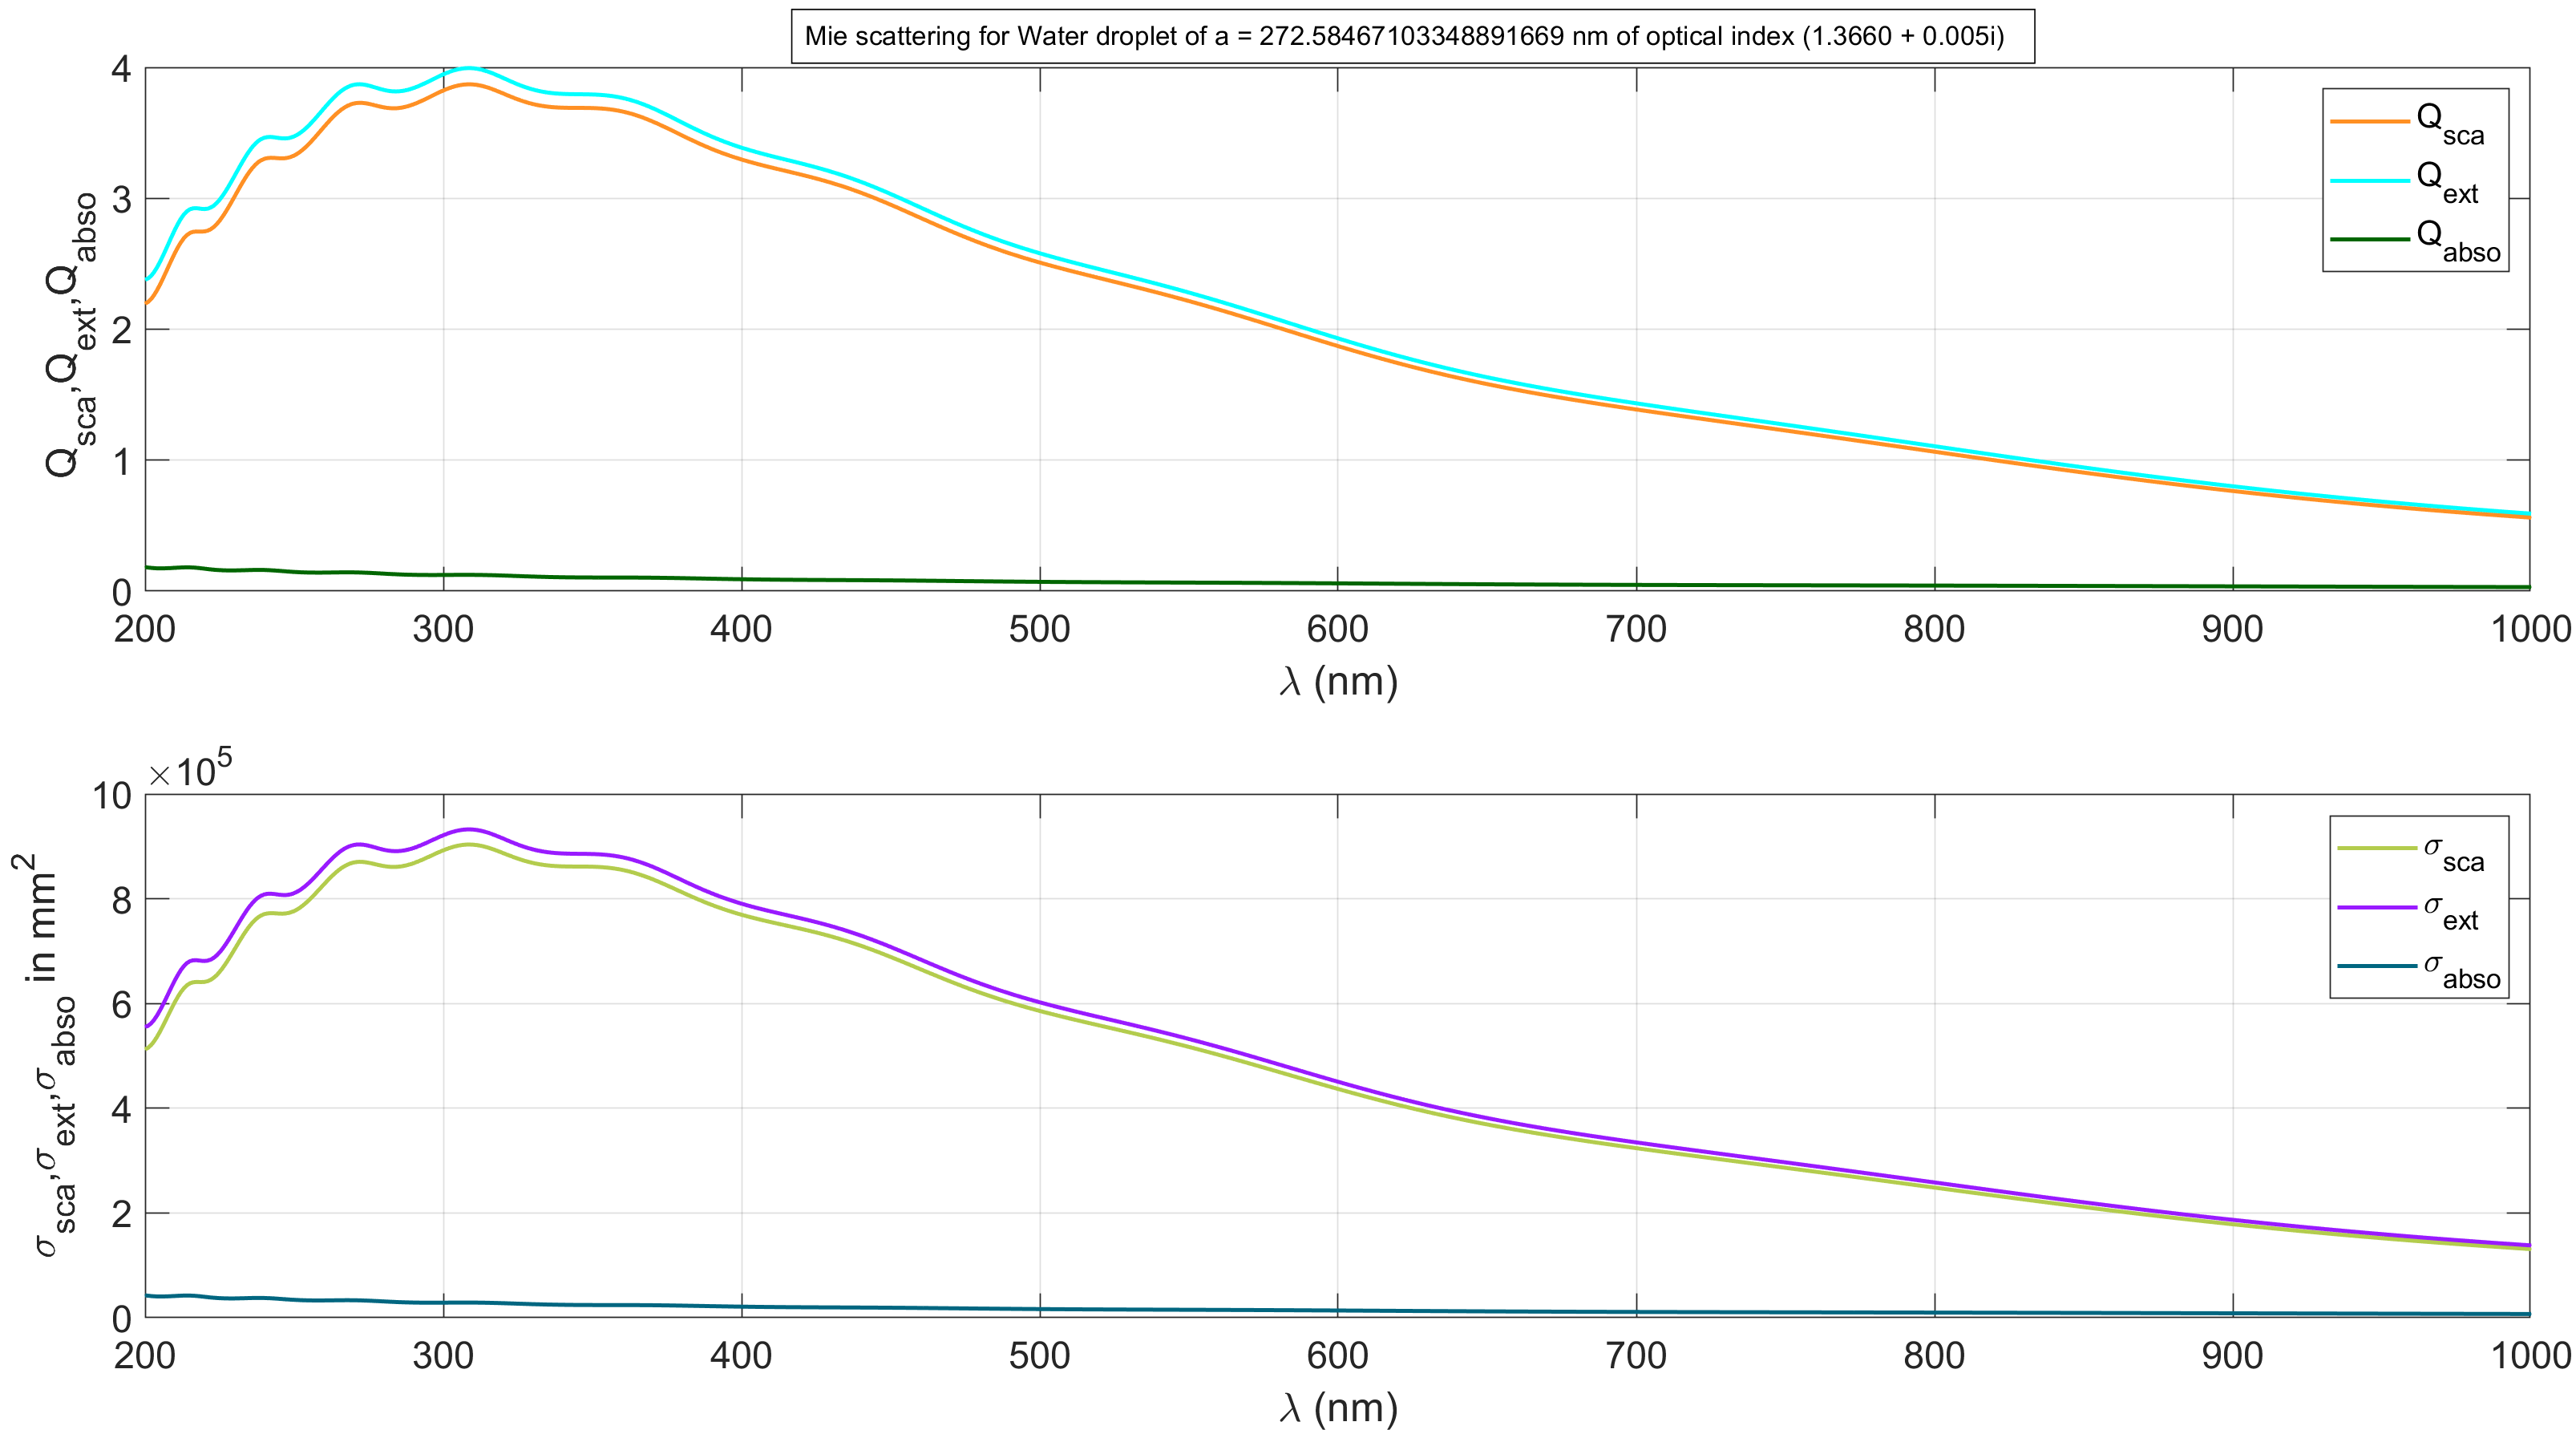 Mie scattering for Water droplet of a = 272.58467103348891669 nm of optical index (1.3660 + 0.005i)
4
3
2
1
0
Q_sca,Q_ext,Q_abso
Q_sca
Q_ext
Q_abso
200 300 400 500 600 700 800 900 1000
λ (nm)
×10^5
10
8
6
4
2
0
σ_sca,σ_ext,σ_abso in mm^2
σ_sca
σ_ext
σ_abso
200 300 400 500 600 700 800 900 1000
λ (nm)